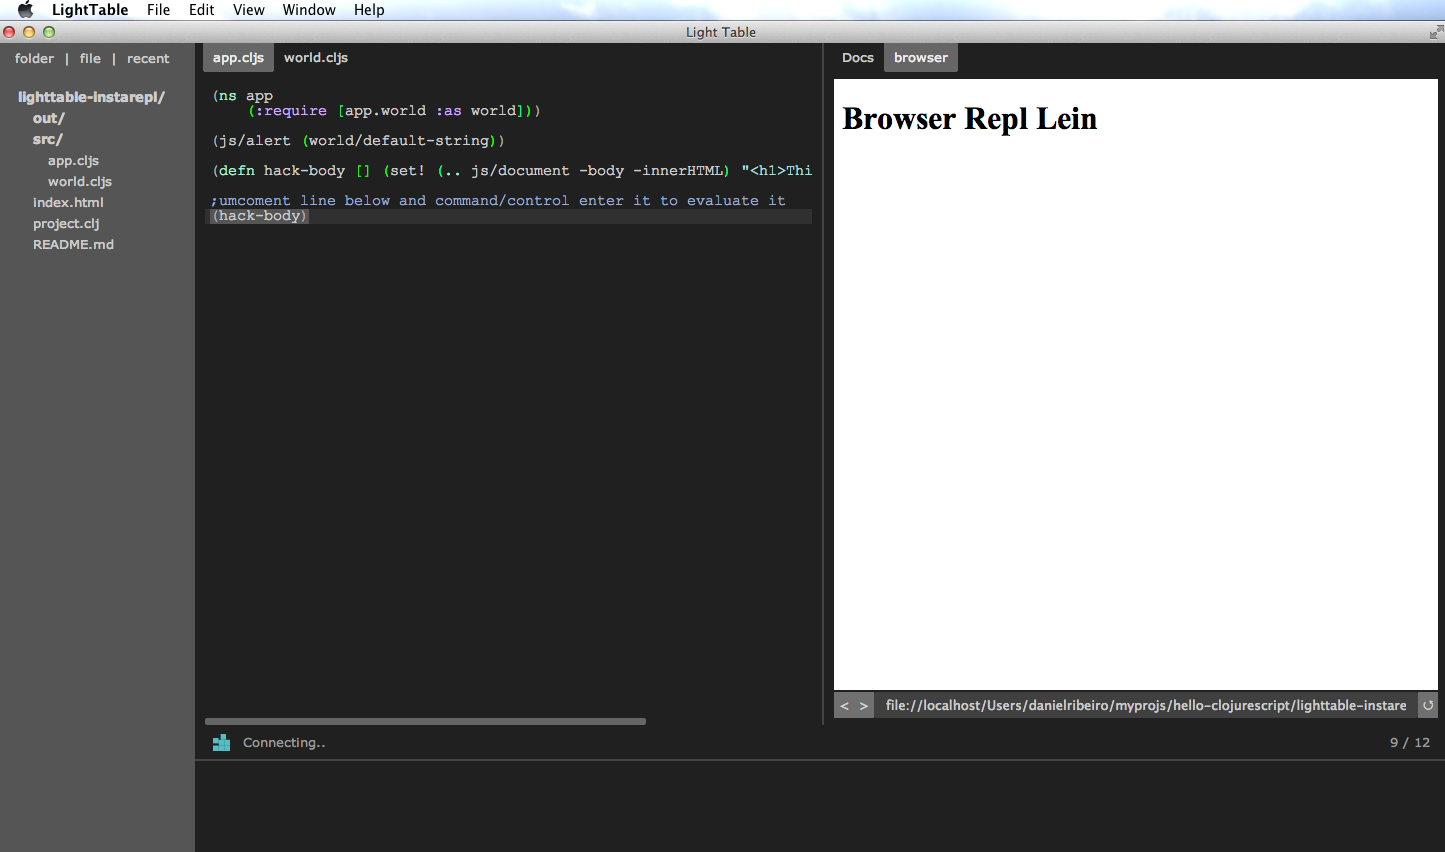 LightTable File Edit View Window Help
Light Table
folder | file | recent
lighttable-instarepl/
out/
src/
app.cljs
world.cljs
index.html
project.clj
README.md
app.cljs world.cljs
(ns app
(:require [app.world :as world]))
(js/alert (world/default-string))
(defn hack-body [] (set! (.. js/document -body -innerHTML) "<h1>Thi
;umcoment line below and command/control enter it to evaluate it
(hack-body)
Docs browser
Browser Repl Lein
< > file://localhost/Users/danielribeiro/myprojs/hello-clojurescript/lighttable-instare
Connecting..
9 / 12